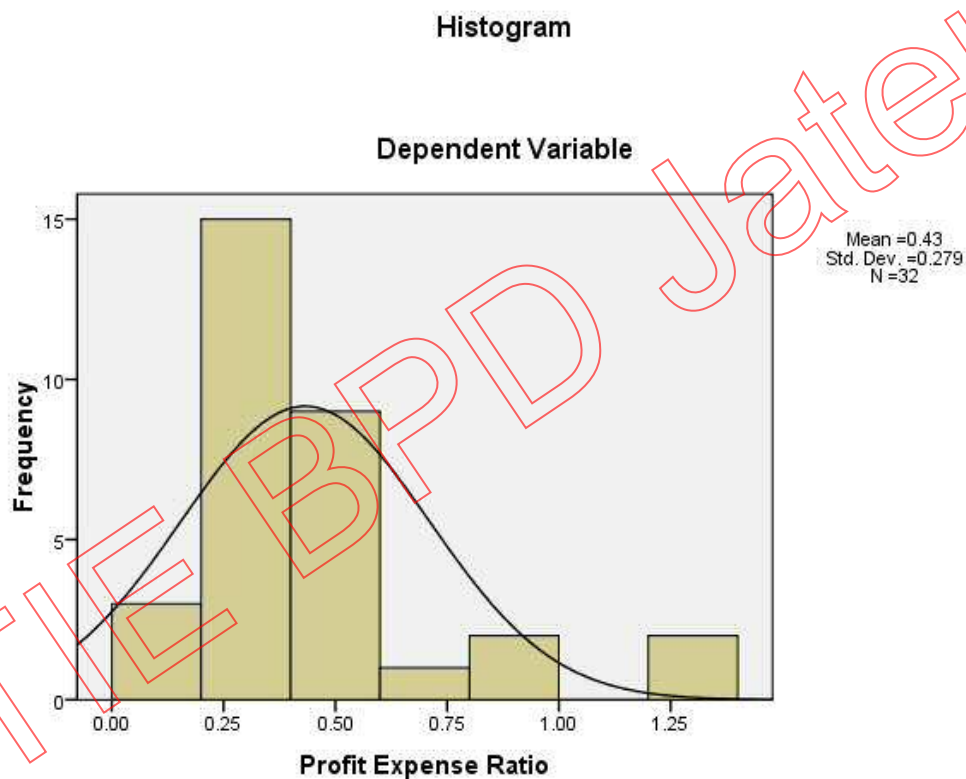 Histogram
Dependent Variable
Mean =0.43
Std. Dev. =0.279
N =32
Frequency
15
10
5
0
0.00 0.25 0.50 0.75 1.00 1.25
Profit Expense Ratio
TIE BPD Jate